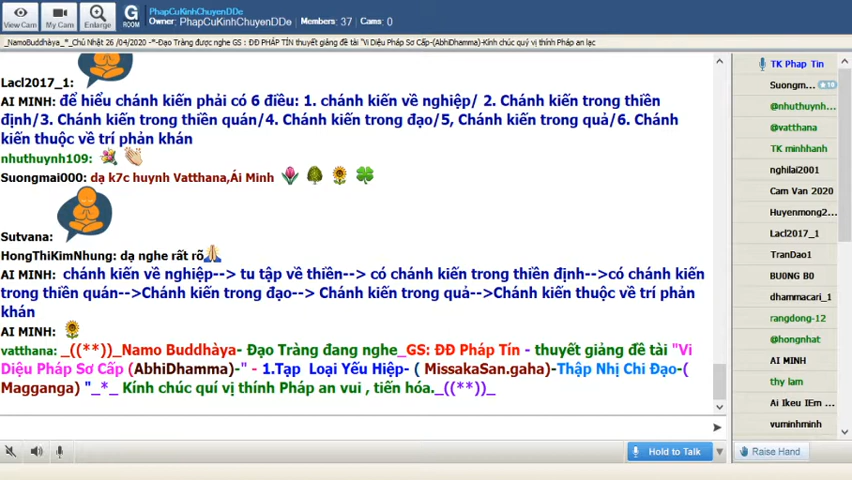 View Cam
My Cam
Enlarge
G
ROOM
PhapCuKinhChuyenDDe
Owner: PhapCuKinhChuyenDDe Members: 37 Cams: 0
_NamoBuddhàya_*_Chủ Nhật 26 /04/2020 -*-Đạo Tràng được nghe GS : ĐĐ PHÁP TÍN thuyết giảng đề tài "Vi Diệu Pháp Sơ Cấp-(AbhiDhamma)-Kính chúc quý vị thính Pháp an lạc
Lacl2017_1:
AI MINH: để hiểu chánh kiến phải có 6 điều: 1. chánh kiến về nghiệp/ 2. Chánh kiến trong thiền
định/3. Chánh kiến trong thiền quán/4. Chánh kiến trong đạo/5, Chánh kiến trong quả/6. Chánh
kiến thuộc về trí phản khán
nhuthuynh109:
Suongmai000: dạ k7c huynh Vatthana,Ái Minh
Sutvana:
HongThiKimNhung: dạ nghe rất rõ
AI MINH: chánh kiến về nghiệp--> tu tập về thiền--> có chánh kiến trong thiền định-->có chánh kiến
trong thiền quán-->Chánh kiến trong đạo--> Chánh kiến trong quả-->Chánh kiến thuộc về trí phản
khán
AI MINH:
vatthana: _((**))_Namo Buddhàya- Đạo Tràng đang nghe_GS: ĐĐ Pháp Tín - thuyết giảng đề tài "Vi
Diệu Pháp Sơ Cấp (AbhiDhamma)-" - 1.Tạp Loại Yếu Hiệp- ( MissakaSan.gaha)-Thập Nhị Chi Đạo-(
Magganga) "_*_ Kính chúc quí vị thính Pháp an vui , tiến hóa._((**))_
Hold to Talk
TK Phap Tin
Suongm... 18
@nhuthuynh...
@vatthana
TK minhhanh
nghilai2001
Cam Van 2020
Huyenmong2...
Lacl2017_1
TranDao1
BUONG BO
dhammacari_1
rangdong-12
@hongnhat
AI MINH
thy lam
Ai Ikeu IEm ...
vuminhminh
Raise Hand